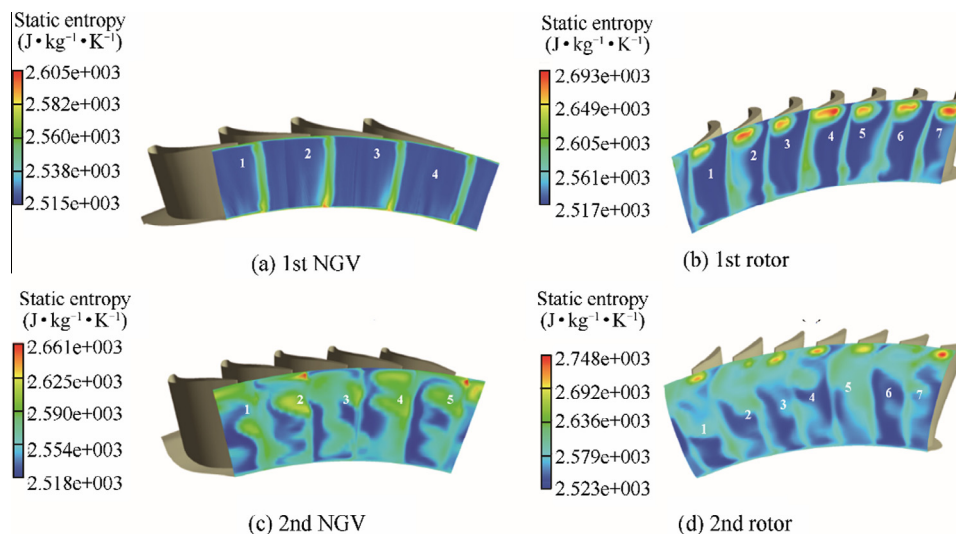 Static entropy
(J•kg⁻¹•K⁻¹)
2.605e+003
2.582e+003
2.560e+003
2.538e+003
2.515e+003
1
2
3
4
(a) 1st NGV
Static entropy
(J•kg⁻¹•K⁻¹)
2.693e+003
2.649e+003
2.605e+003
2.561e+003
2.517e+003
1
2
3
4
5
6
7
(b) 1st rotor
Static entropy
(J•kg⁻¹•K⁻¹)
2.661e+003
2.625e+003
2.590e+003
2.554e+003
2.518e+003
1
2
3
4
5
(c) 2nd NGV
Static entropy
(J•kg⁻¹•K⁻¹)
2.748e+003
2.692e+003
2.636e+003
2.579e+003
2.523e+003
1
2
3
4
5
6
7
(d) 2nd rotor